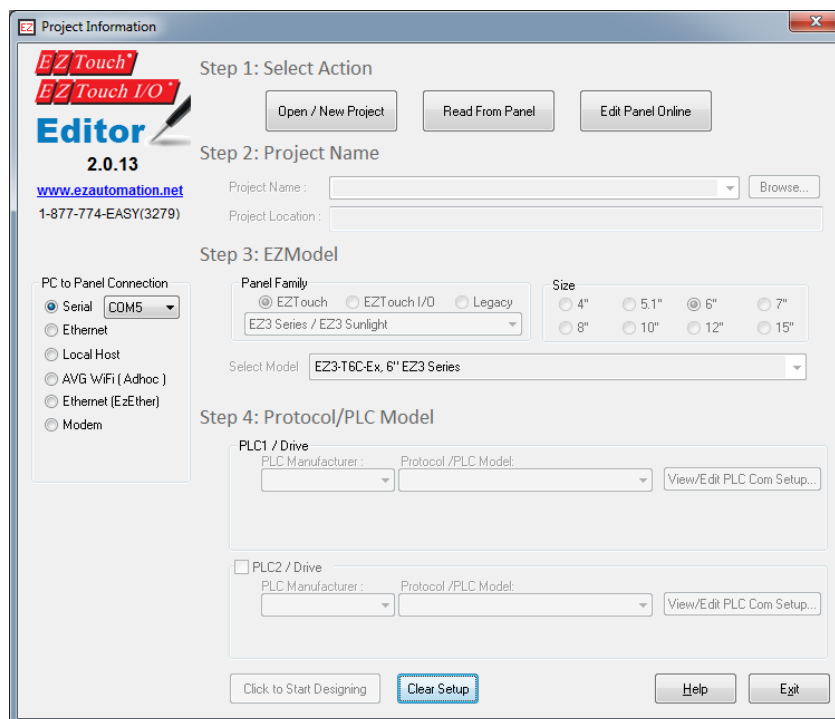 EZ Project Information
EZTouch
EZTouch I/O
Editor
2.0.13
www.ezautomation.net
1-877-774-EASY(3279)
PC to Panel Connection
Serial COM5
Ethernet
Local Host
AVG WiFi ( Adhoc )
Ethernet (EzEther)
Modem
Step 1: Select Action
Open / New Project Read From Panel Edit Panel Online
Step 2: Project Name
Project Name : Browse...
Project Location :
Step 3: EZModel
Panel Family
EZTouch EZTouch I/O Legacy
EZ3 Series / EZ3 Sunlight
Size
4" 5.1" 6" 7"
8" 10" 12" 15"
Select Model EZ3-T6C-Ex, 6" EZ3 Series
Step 4: Protocol/PLC Model
PLC1 / Drive
PLC Manufacturer : Protocol /PLC Model:
View/Edit PLC Com Setup...
PLC2 / Drive
PLC Manufacturer : Protocol /PLC Model:
View/Edit PLC Com Setup...
Click to Start Designing Clear Setup Help Exit